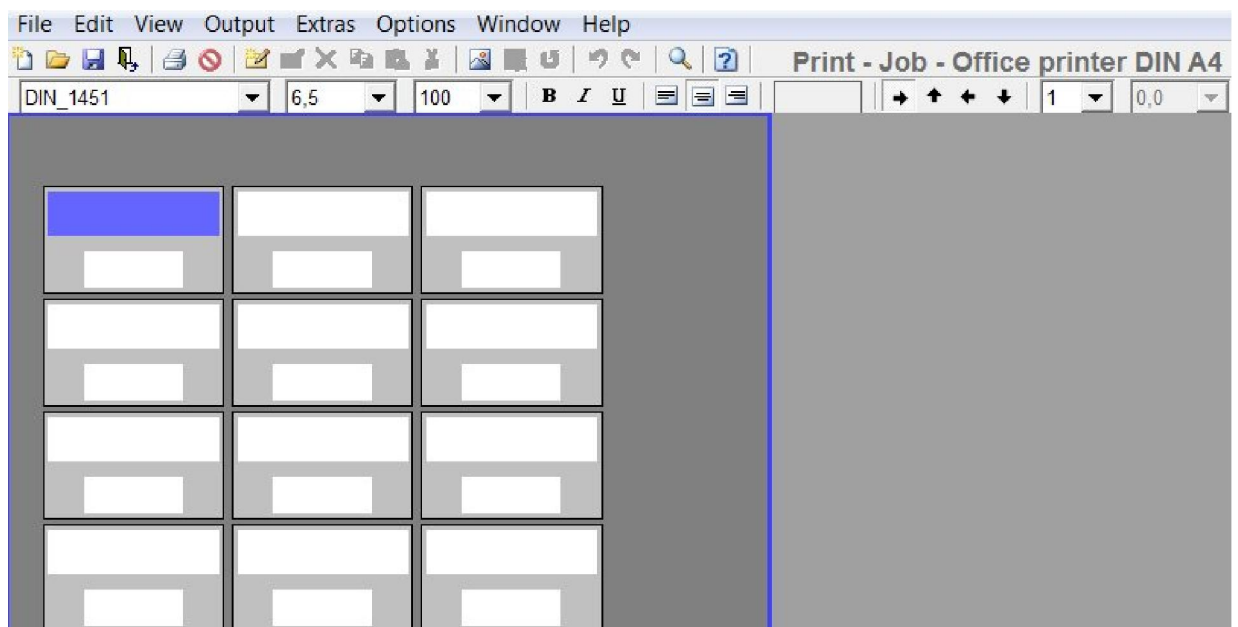 File Edit View Output Extras Options Window Help
Print - Job - Office printer DIN A4
DIN_1451 6,5 100 B I U 1 0,0